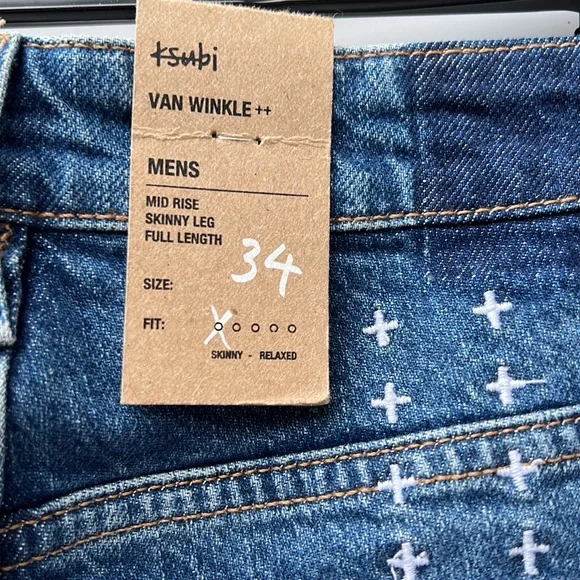 ksubi
VAN WINKLE ++
MENS
MID RISE
SKINNY LEG
FULL LENGTH
SIZE: 34
FIT: X
SKINNY - RELAXED